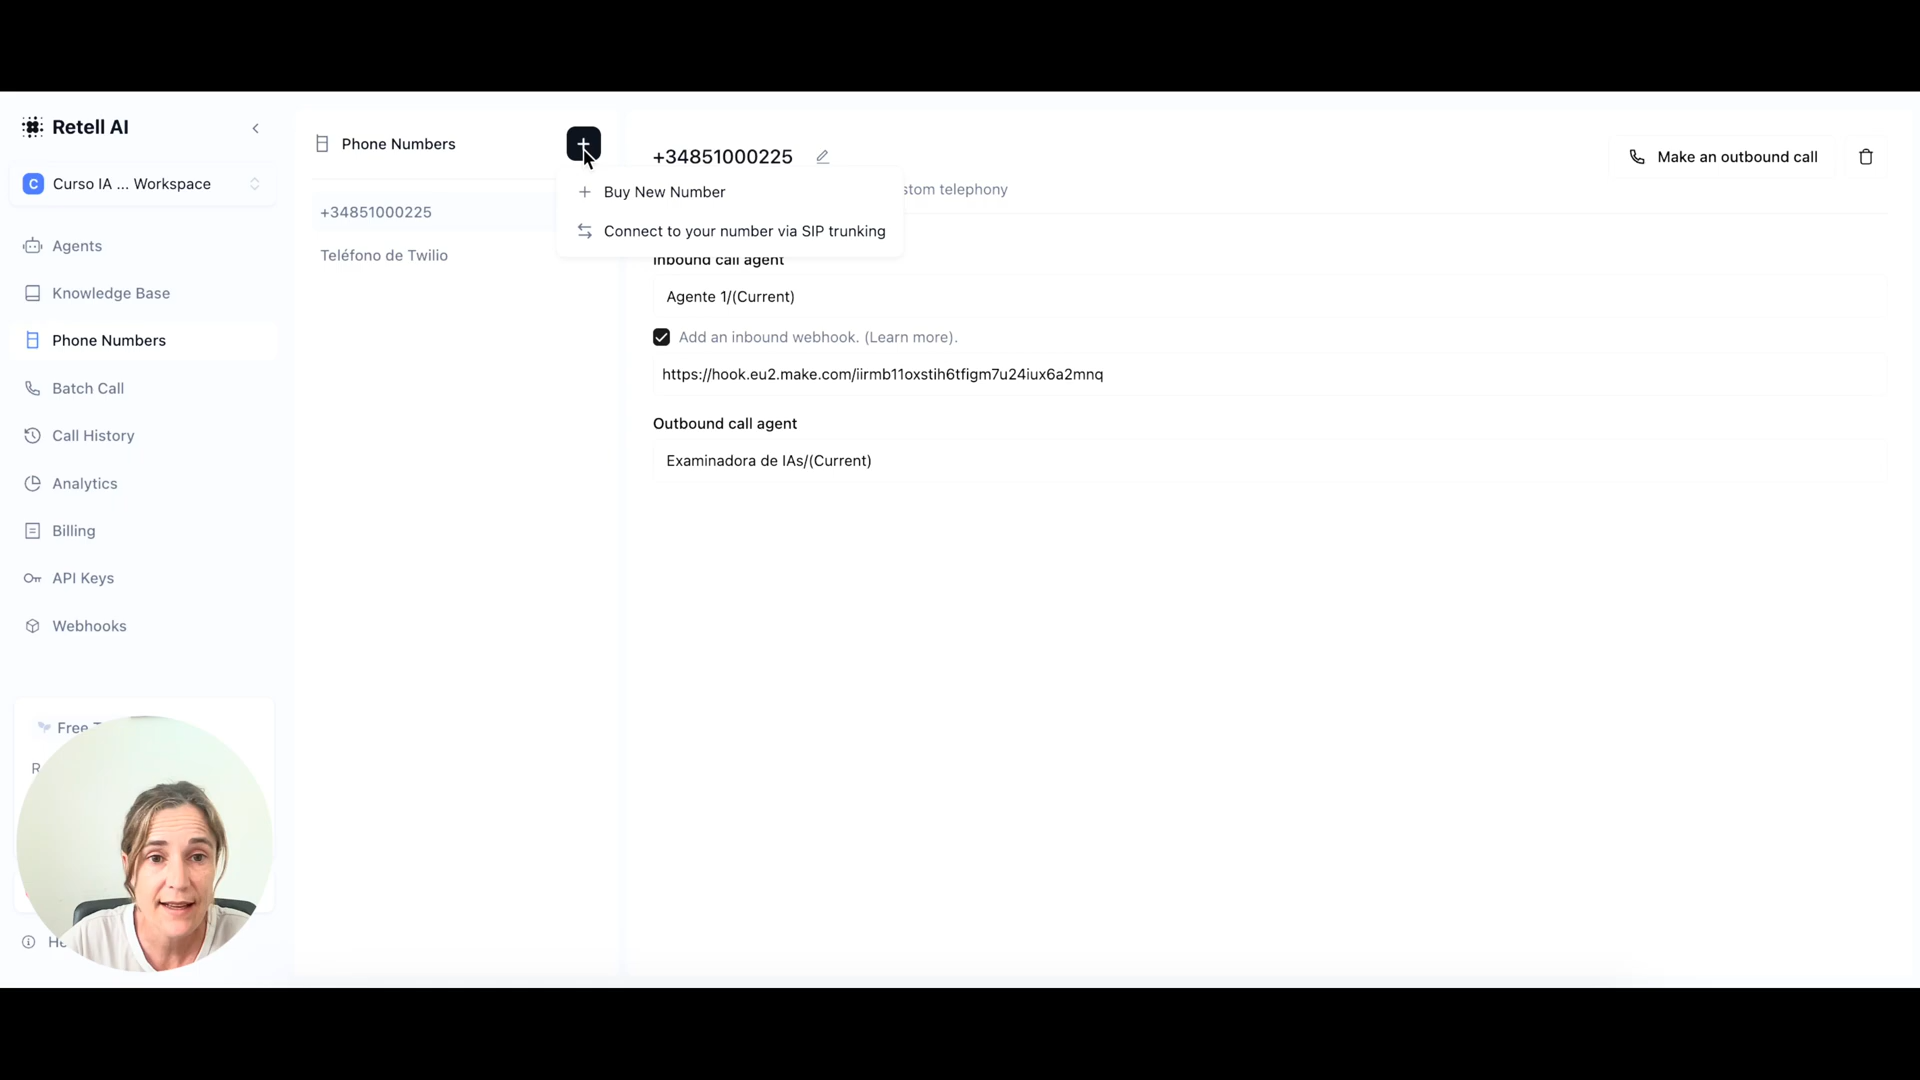 Retell AI
Curso IA ... Workspace
Agents
Knowledge Base
Phone Numbers
Batch Call
Call History
Analytics
Billing
API Keys
Webhooks
Free
Phone Numbers
+34851000225
Teléfono de Twilio
Buy New Number
Connect to your number via SIP trunking
+34851000225
telephony
Make an outbound call
Inbound call agent
Agente 1/(Current)
Add an inbound webhook. (Learn more).
https://hook.eu2.make.com/iirmb11oxstih6tfigm7u24iux6a2mnq
Outbound call agent
Examinadora de IAs/(Current)